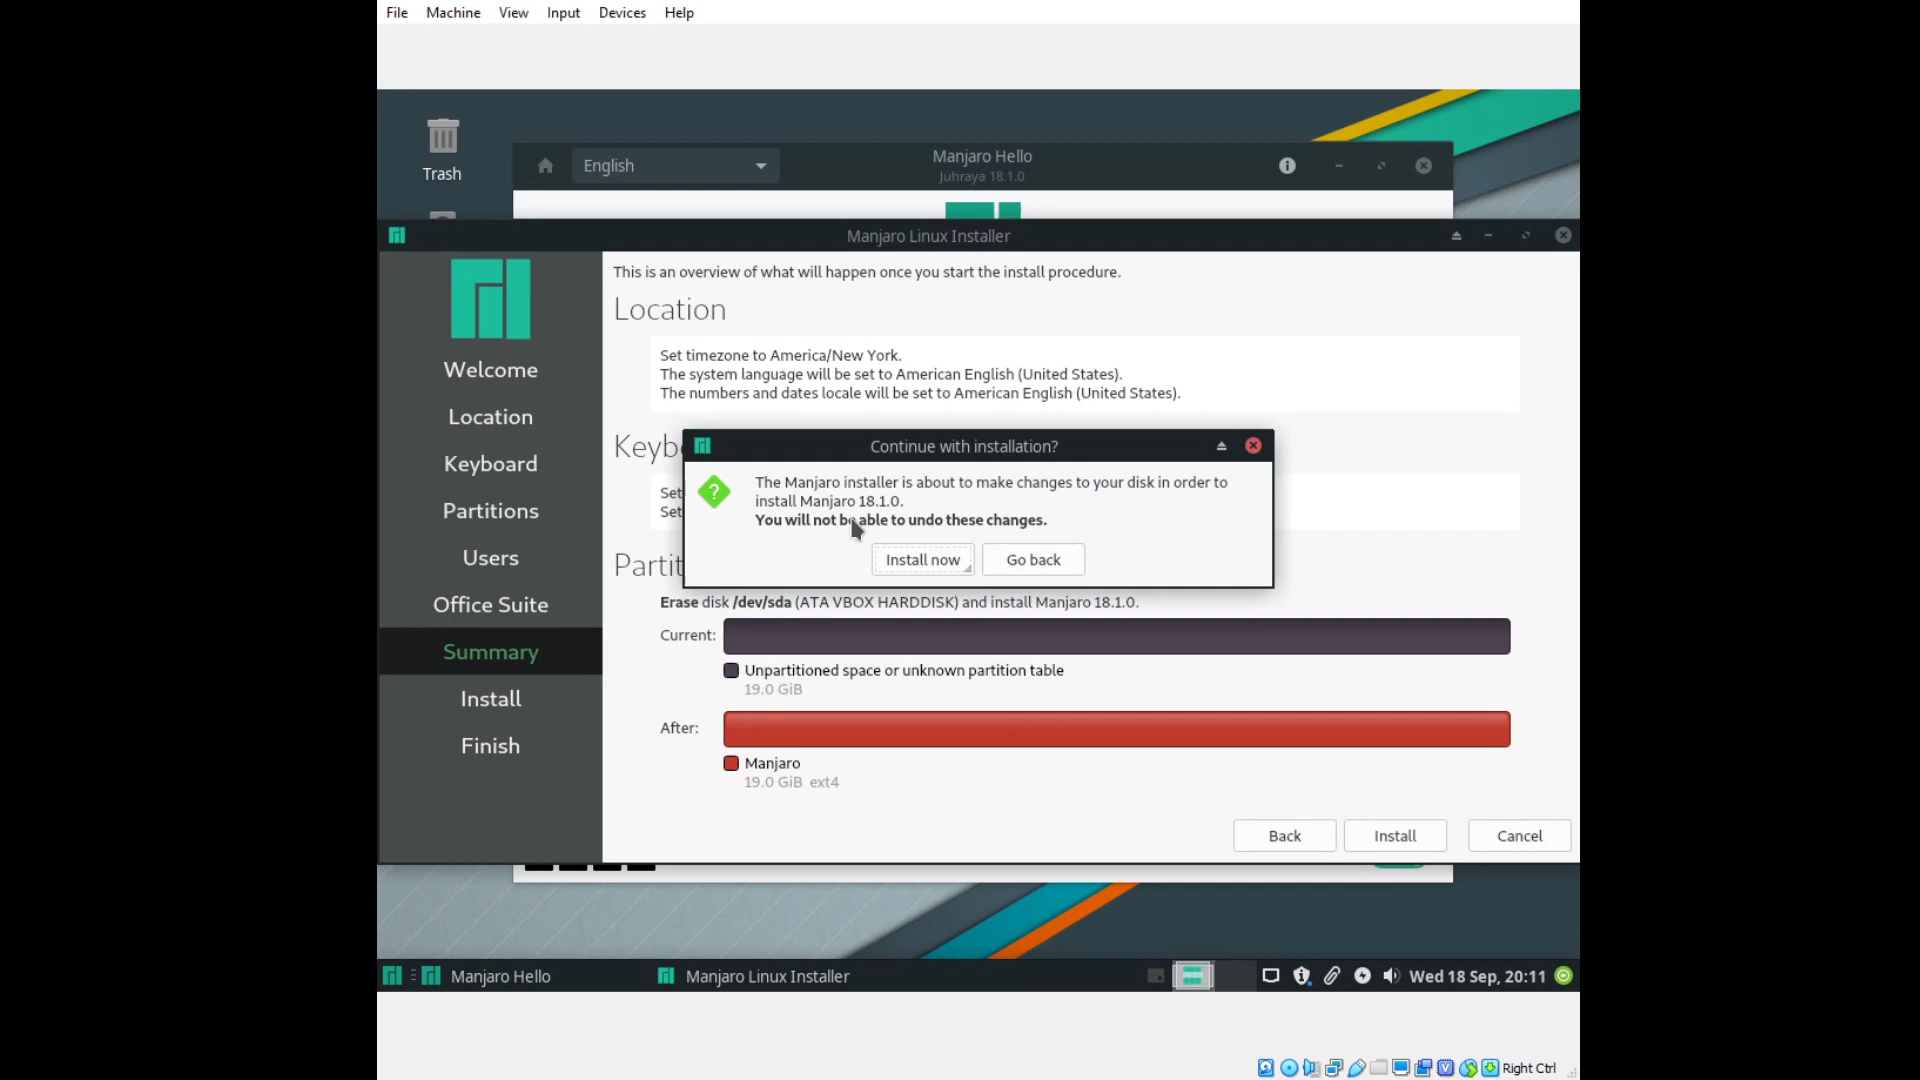 File Machine View Input Devices Help
Trash
English
Manjaro Hello
Juhraya 18.1.0
Manjaro Linux Installer
Welcome
Location
Keyboard
Partitions
Users
Office Suite
Summary
Install
Finish
This is an overview of what will happen once you start the install procedure.
Location
Set timezone to America/New York.
The system language will be set to American English (United States).
The numbers and dates locale will be set to American English (United States).
Keyb
Set
Set
Continue with installation?
The Manjaro installer is about to make changes to your disk in order to
install Manjaro 18.1.0.
You will not be able to undo these changes.
Install now Go back
Partit
Erase disk /dev/sda (ATA VBOX HARDDISK) and install Manjaro 18.1.0.
Current:
Unpartitioned space or unknown partition table
19.0 GiB
After:
Manjaro
19.0 GiB ext4
Back Install Cancel
Manjaro Hello
Manjaro Linux Installer
Wed 18 Sep, 20:11
Right Ctrl